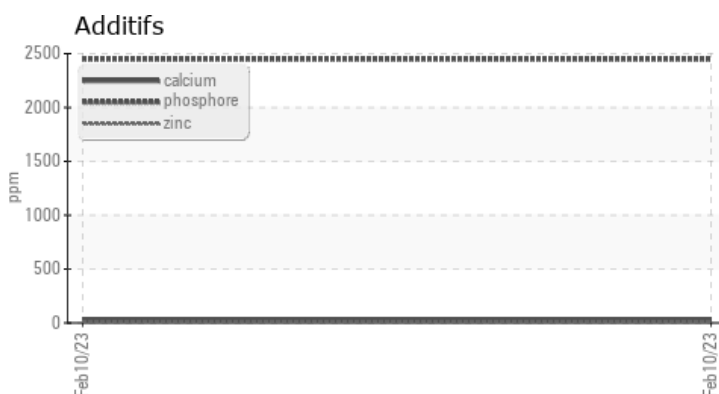 Additifs
2500
2000
1500
1000
500
0
ppm
calcium
phosphore
zinc
Feb10/23
Feb10/23